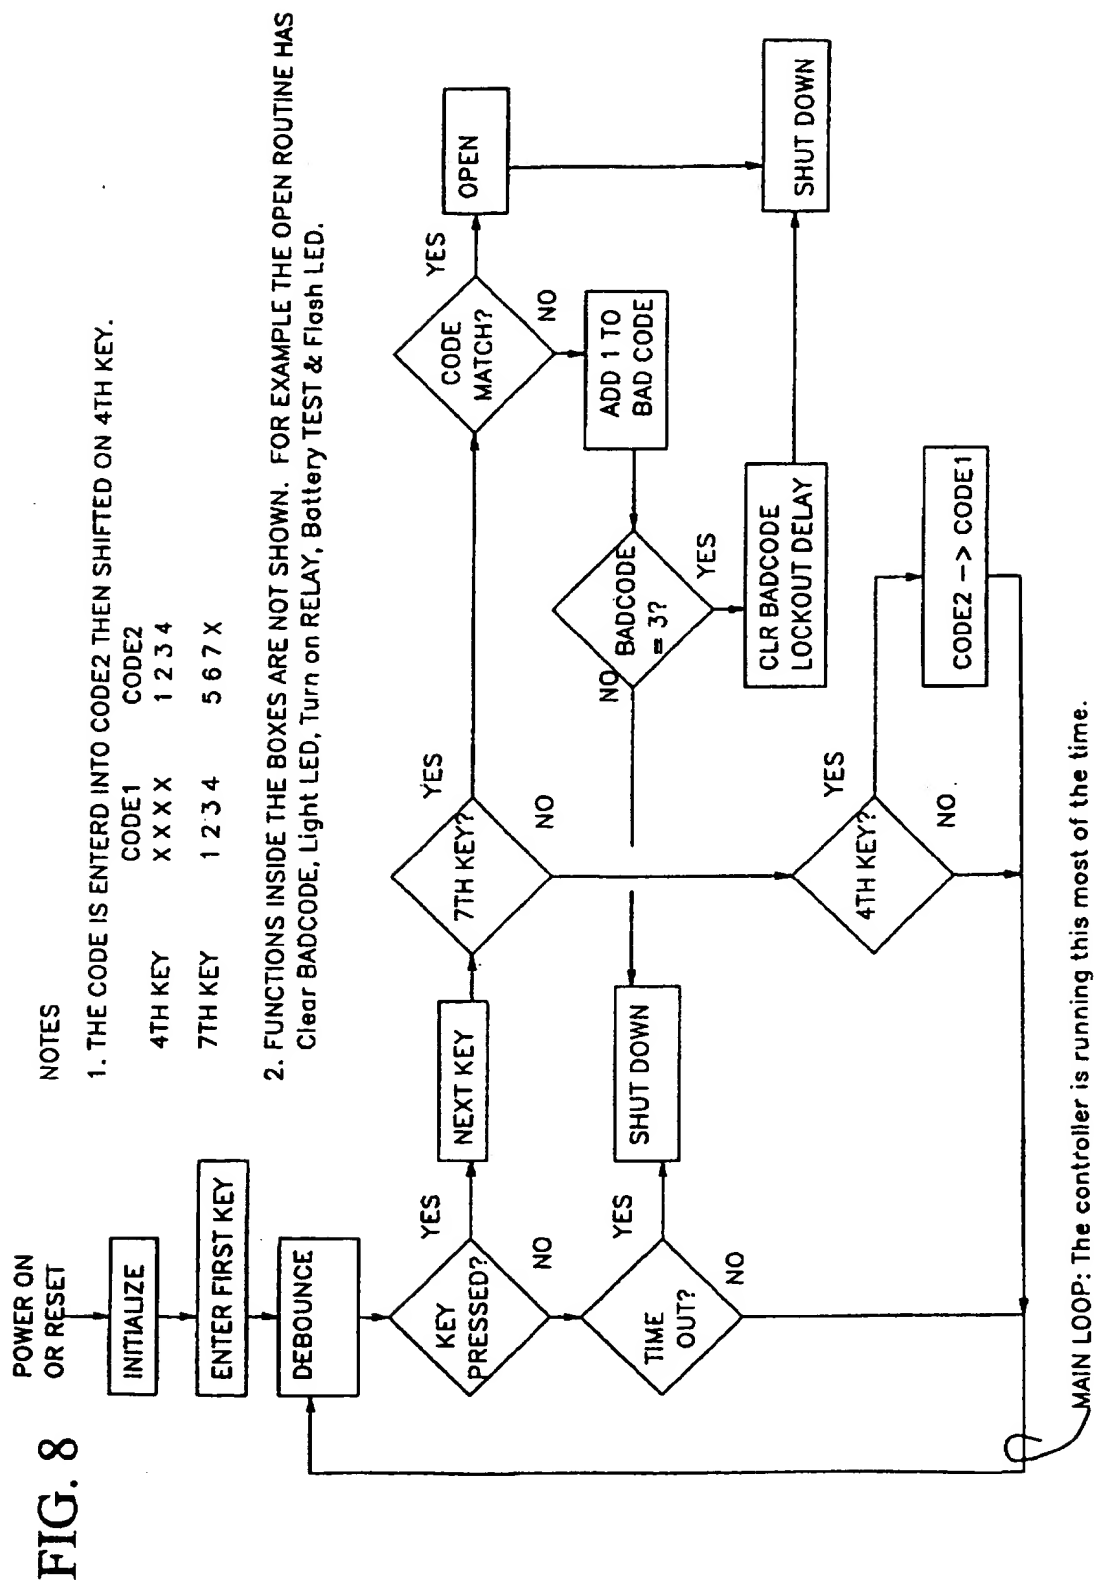 FIG. 8
POWER ON
OR RESET
INITIALIZE
ENTER FIRST KEY
DEBOUNCE
KEY
PRESSED?
YES
NO
TIME
OUT?
YES
NO
NEXT KEY
SHUT DOWN
7TH KEY?
YES
NO
4TH KEY?
YES
NO
CODE2 -> CODE1
CODE
MATCH?
YES
NO
OPEN
ADD 1 TO
BAD CODE
BADCODE
= 3?
NO
YES
CLR BADCODE
LOCKOUT DELAY
SHUT DOWN
NOTES
1. THE CODE IS ENTERD INTO CODE2 THEN SHIFTED ON 4TH KEY.
CODE1 CODE2
4TH KEY X X X X 1 2 3 4
7TH KEY 1 2 3 4 5 6 7 X
2. FUNCTIONS INSIDE THE BOXES ARE NOT SHOWN. FOR EXAMPLE THE OPEN ROUTINE HAS
Clear BADCODE, Light LED, Turn on RELAY, Battery TEST & Flash LED.
MAIN LOOP: The controller is running this most of the time.